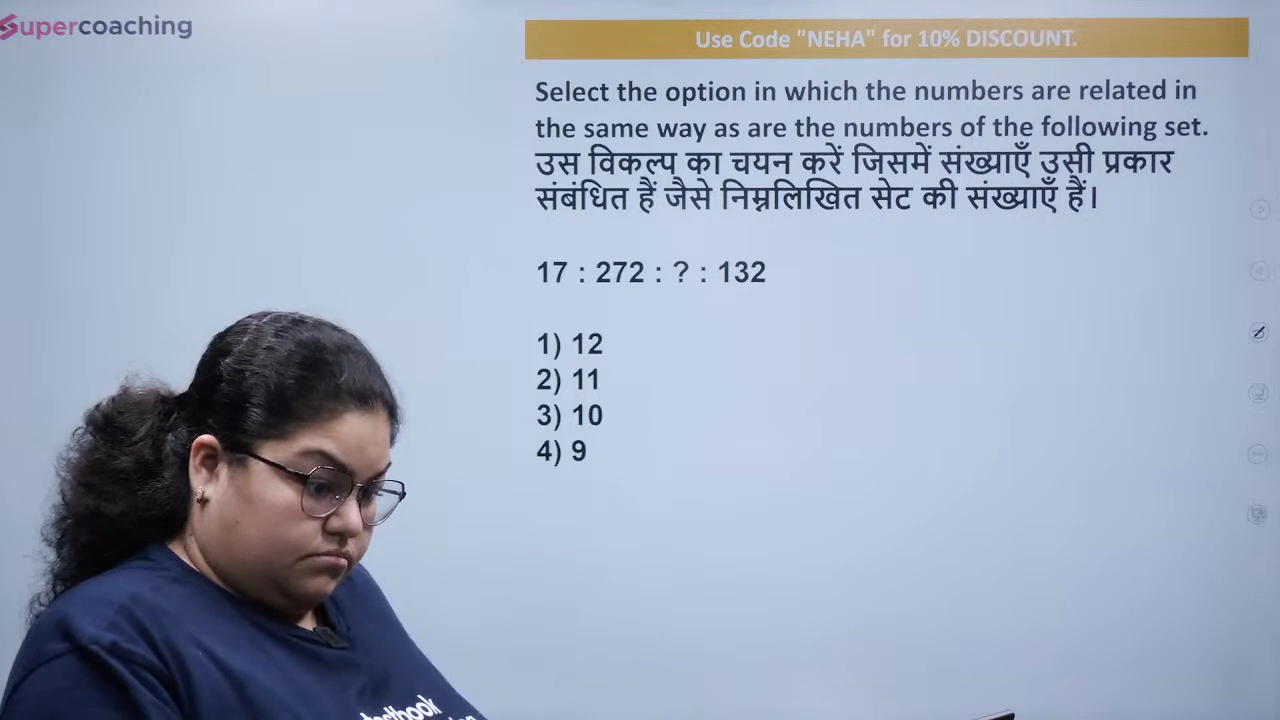 Supercoaching
Use Code "NEHA" for 10% DISCOUNT.
Select the option in which the numbers are related in
the same way as are the numbers of the following set.
उस विकल्प का चयन करें जिसमें संख्याएँ उसी प्रकार
संबंधित हैं जैसे निम्नलिखित सेट की संख्याएँ हैं।
17 : 272 : ? : 132
1) 12
2) 11
3) 10
4) 9
testbook